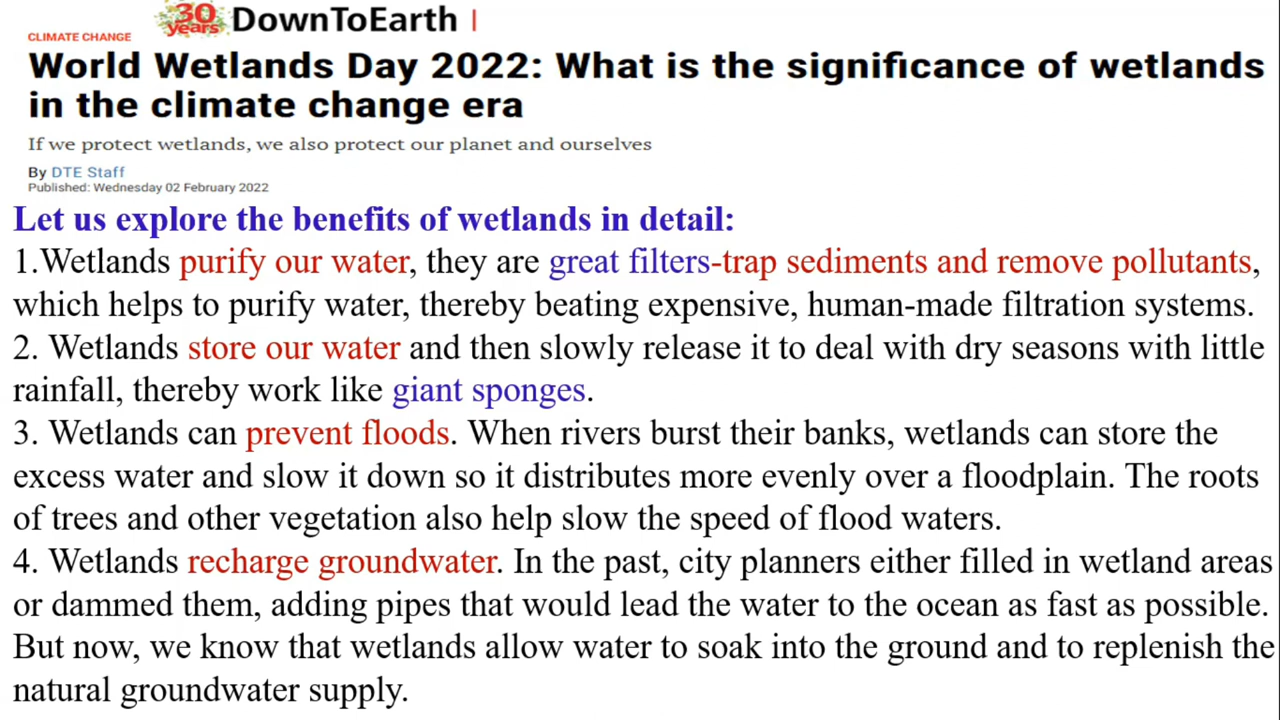 30 years DownToEarth |
CLIMATE CHANGE
World Wetlands Day 2022: What is the significance of wetlands
in the climate change era
If we protect wetlands, we also protect our planet and ourselves
By DTE Staff
Published: Wednesday 02 February 2022
Let us explore the benefits of wetlands in detail:
1.Wetlands purify our water, they are great filters-trap sediments and remove pollutants,
which helps to purify water, thereby beating expensive, human-made filtration systems.
2. Wetlands store our water and then slowly release it to deal with dry seasons with little
rainfall, thereby work like giant sponges.
3. Wetlands can prevent floods. When rivers burst their banks, wetlands can store the
excess water and slow it down so it distributes more evenly over a floodplain. The roots
of trees and other vegetation also help slow the speed of flood waters.
4. Wetlands recharge groundwater. In the past, city planners either filled in wetland areas
or dammed them, adding pipes that would lead the water to the ocean as fast as possible.
But now, we know that wetlands allow water to soak into the ground and to replenish the
natural groundwater supply.